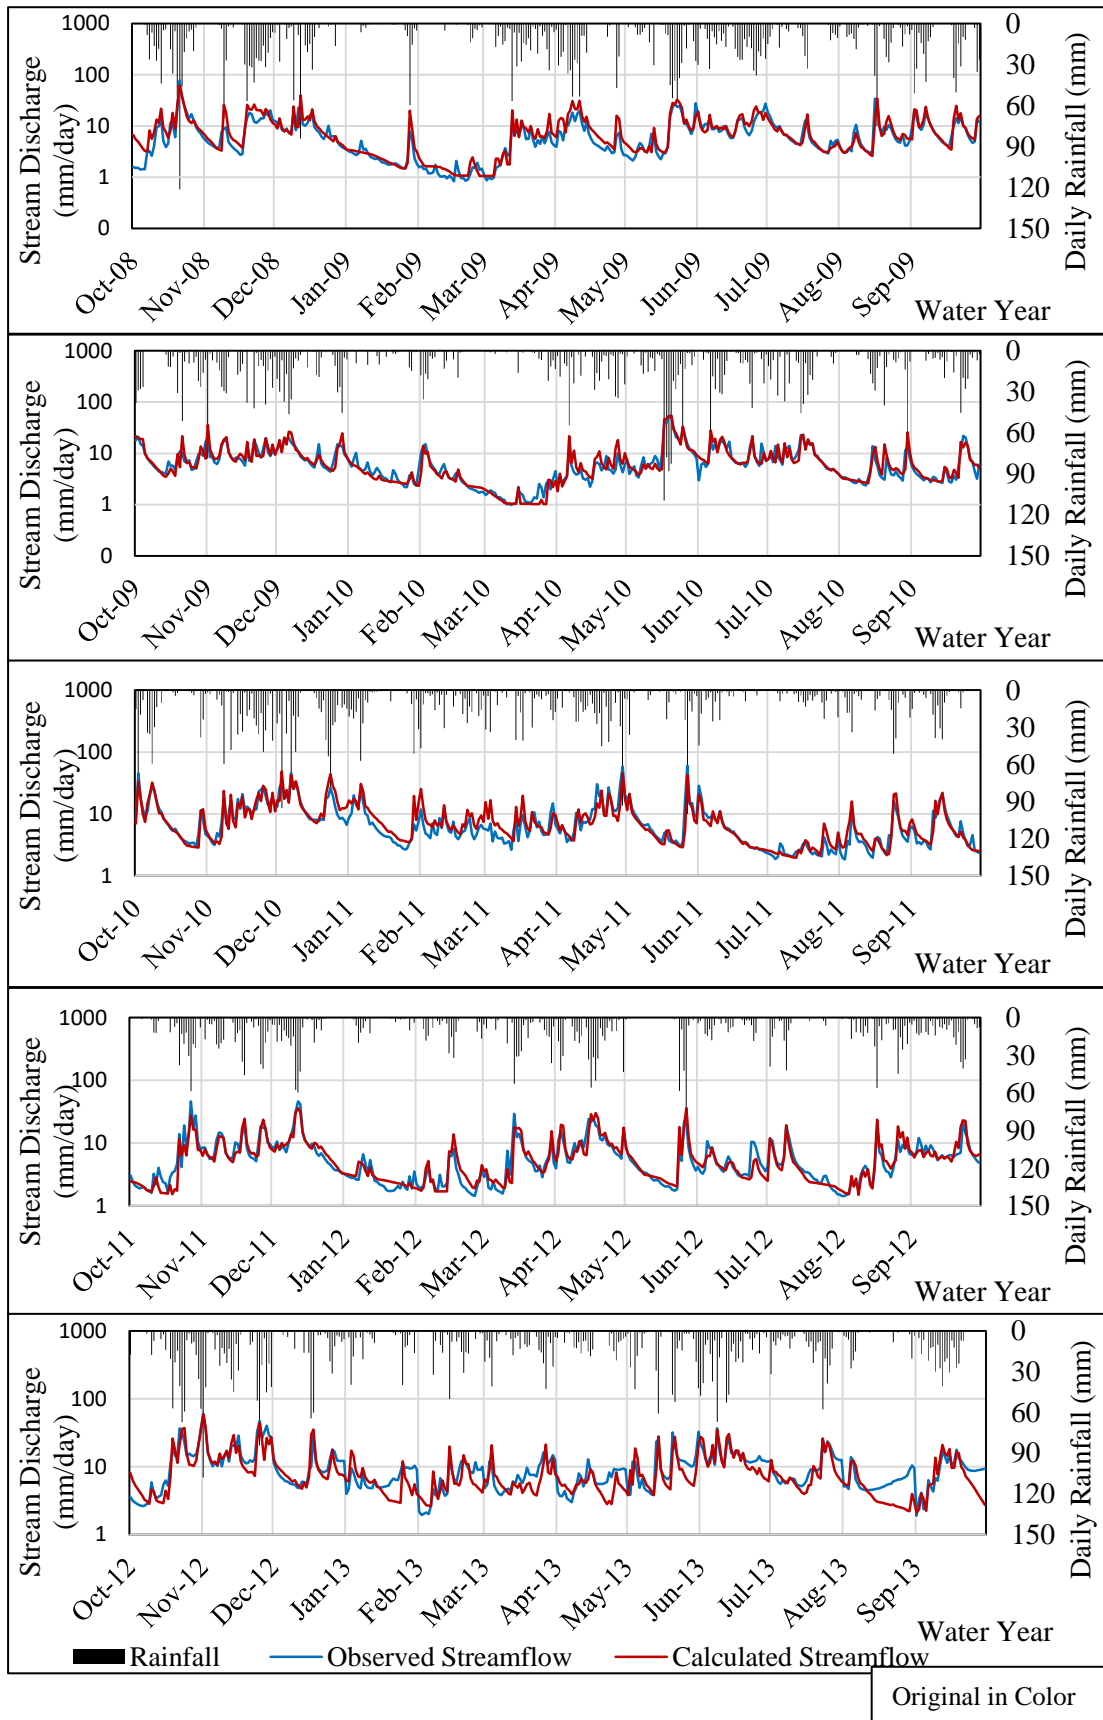 Stream Discharge
(mm/day)
1000
100
10
1
0
0
30
60
90
120
150
Daily Rainfall (mm)
Oct-08
Nov-08
Dec-08
Jan-09
Feb-09
Mar-09
Apr-09
May-09
Jun-09
Jul-09
Aug-09
Sep-09
Water Year
Stream Discharge
(mm/day)
1000
100
10
1
0
0
30
60
90
120
150
Daily Rainfall (mm)
Oct-09
Nov-09
Dec-09
Jan-10
Feb-10
Mar-10
Apr-10
May-10
Jun-10
Jul-10
Aug-10
Sep-10
Water Year
Stream Discharge
(mm/day)
1000
100
10
1
0
30
60
90
120
150
Daily Rainfall (mm)
Oct-10
Nov-10
Dec-10
Jan-11
Feb-11
Mar-11
Apr-11
May-11
Jun-11
Jul-11
Aug-11
Sep-11
Water Year
Stream Discharge
(mm/day)
1000
100
10
1
0
30
60
90
120
150
Daily Rainfall (mm)
Oct-11
Nov-11
Dec-11
Jan-12
Feb-12
Mar-12
Apr-12
May-12
Jun-12
Jul-12
Aug-12
Sep-12
Water Year
Stream Discharge
(mm/day)
1000
100
10
1
0
30
60
90
120
150
Daily Rainfall (mm)
Oct-12
Nov-12
Dec-12
Jan-13
Feb-13
Mar-13
Apr-13
May-13
Jun-13
Jul-13
Aug-13
Sep-13
Water Year
Rainfall
Observed Streamflow
Calculated Streamflow
Original in Color